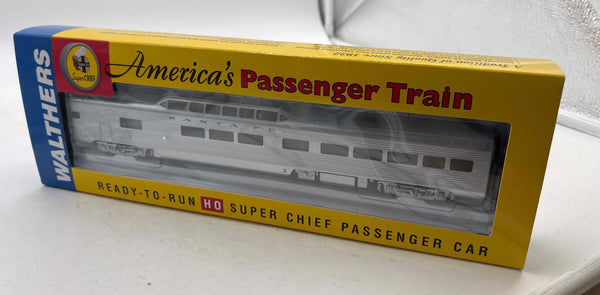 A Tradition of Quality Since 1932
WALTHERS
Super CHIEF
America's Passenger Train
SANTA FE
READY-TO-RUN HO SUPER CHIEF PASSENGER CAR